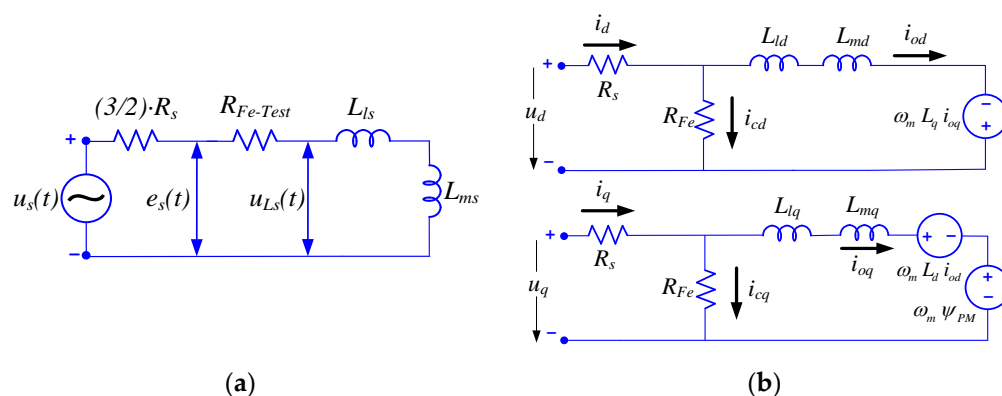 (3/2)·Rs
RFe-Test
Lls
+
us(t)
es(t)
uLs(t)
Lms
−
(a)
id
Lld
Lmd
iod
+
Rs
ud
RFe
icd
−
+
ωm Lq ioq
−
iq
Llq
Lmq
+
Rs
+ −
ioq
ωm Ld iod
uq
RFe
icq
+
−
ωm ψPM
−
(b)